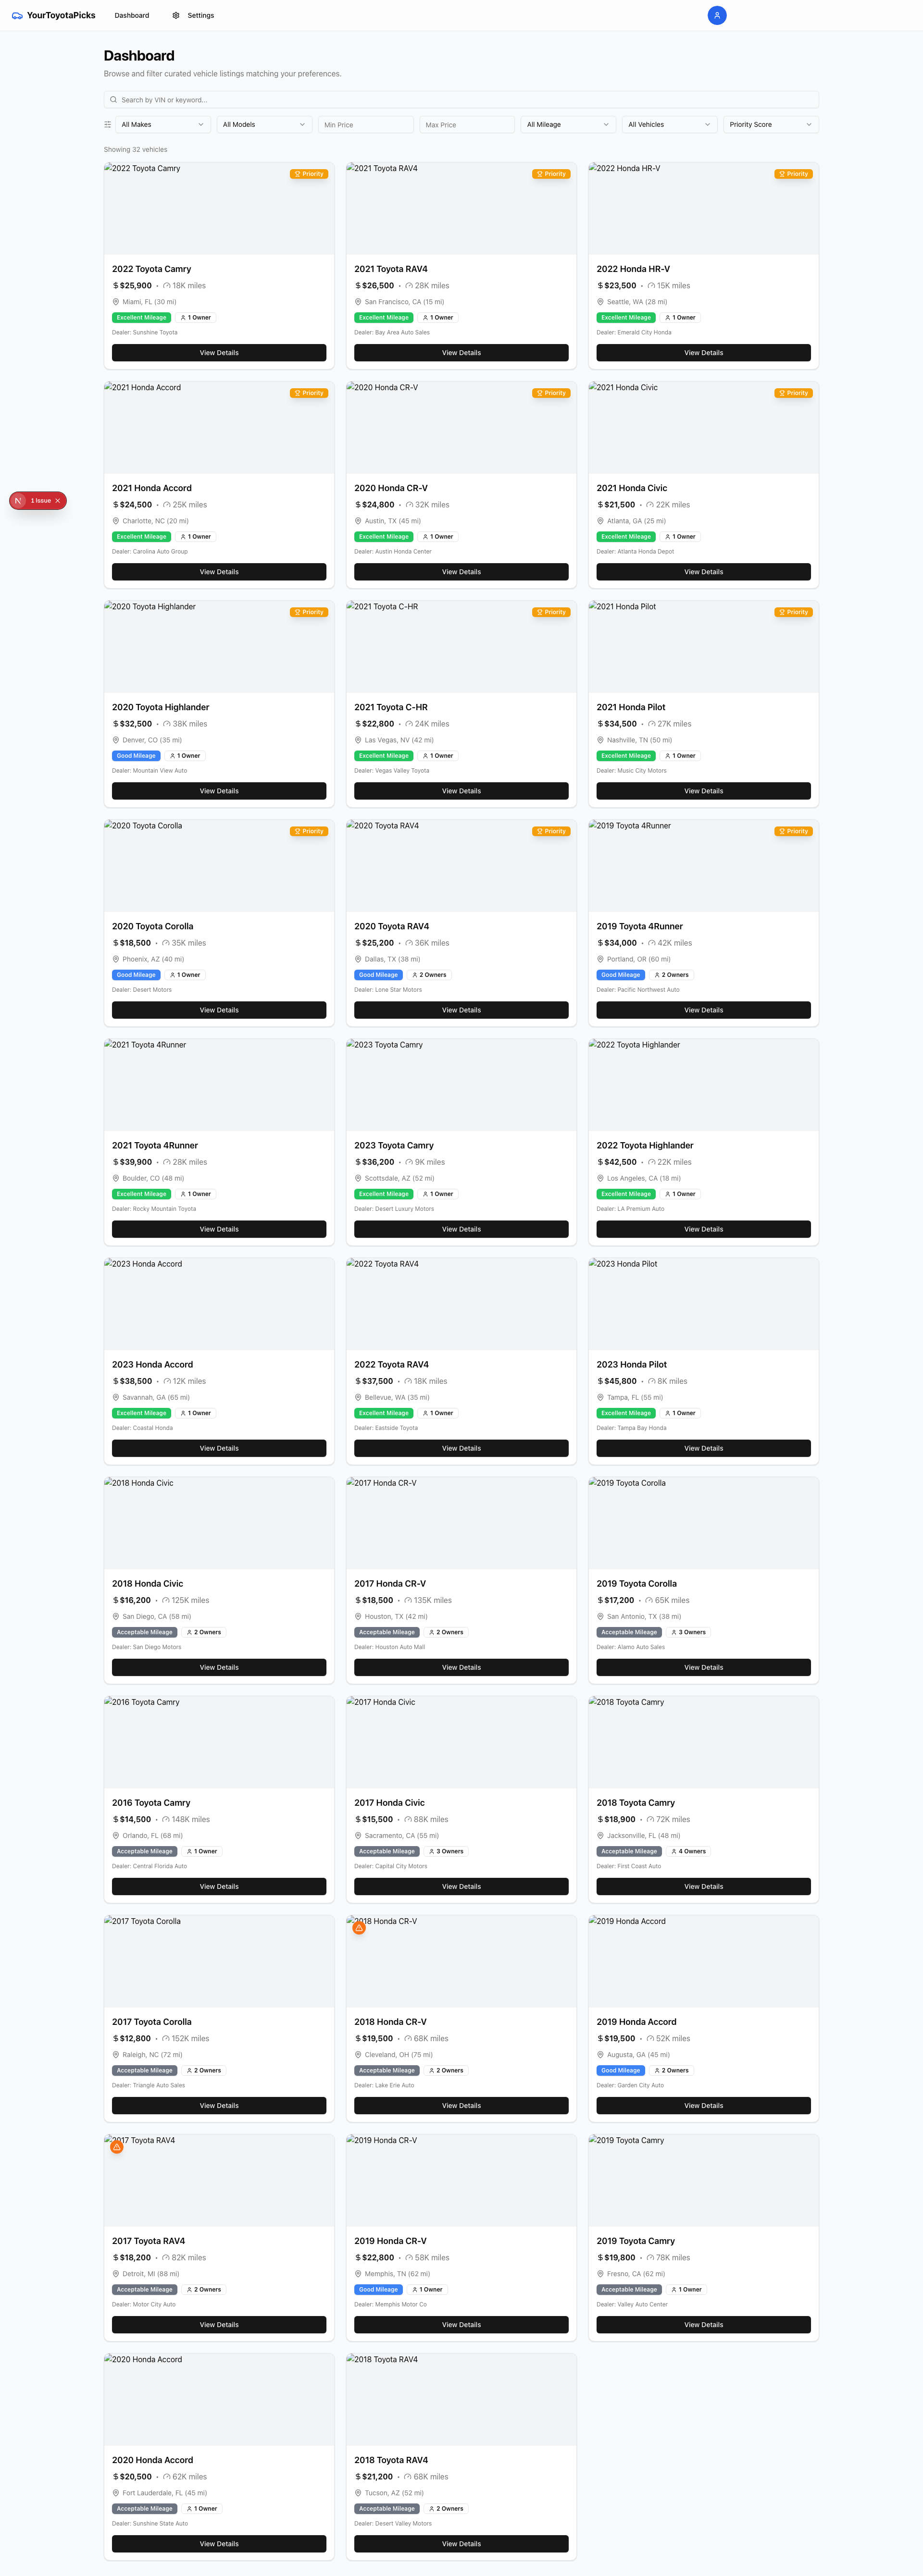 YourToyotaPicks Dashboard Settings
Dashboard
Browse and filter curated vehicle listings matching your preferences.
Search by VIN or keyword...
All Makes All Models Min Price Max Price All Mileage All Vehicles Priority Score
Showing 32 vehicles
2022 Toyota Camry Priority 2021 Toyota RAV4 Priority 2022 Honda HR-V Priority
2022 Toyota Camry 2021 Toyota RAV4 2022 Honda HR-V
$25,900 • 18K miles $26,500 • 28K miles $23,500 • 15K miles
Miami, FL (30 mi) San Francisco, CA (15 mi) Seattle, WA (28 mi)
Excellent Mileage 1 Owner Excellent Mileage 1 Owner Excellent Mileage 1 Owner
Dealer: Sunshine Toyota Dealer: Bay Area Auto Sales Dealer: Emerald City Honda
View Details View Details View Details
2021 Honda Accord Priority 2020 Honda CR-V Priority 2021 Honda Civic Priority
2021 Honda Accord 2020 Honda CR-V 2021 Honda Civic
N 1 Issue
$24,500 • 25K miles $24,800 • 32K miles $21,500 • 22K miles
Charlotte, NC (20 mi) Austin, TX (45 mi) Atlanta, GA (25 mi)
Excellent Mileage 1 Owner Excellent Mileage 1 Owner Excellent Mileage 1 Owner
Dealer: Carolina Auto Group Dealer: Austin Honda Center Dealer: Atlanta Honda Depot
View Details View Details View Details
2020 Toyota Highlander Priority 2021 Toyota C-HR Priority 2021 Honda Pilot Priority
2020 Toyota Highlander 2021 Toyota C-HR 2021 Honda Pilot
$32,500 • 38K miles $22,800 • 24K miles $34,500 • 27K miles
Denver, CO (35 mi) Las Vegas, NV (42 mi) Nashville, TN (50 mi)
Good Mileage 1 Owner Excellent Mileage 1 Owner Excellent Mileage 1 Owner
Dealer: Mountain View Auto Dealer: Vegas Valley Toyota Dealer: Music City Motors
View Details View Details View Details
2020 Toyota Corolla Priority 2020 Toyota RAV4 Priority 2019 Toyota 4Runner Priority
2020 Toyota Corolla 2020 Toyota RAV4 2019 Toyota 4Runner
$18,500 • 35K miles $25,200 • 36K miles $34,000 • 42K miles
Phoenix, AZ (40 mi) Dallas, TX (38 mi) Portland, OR (60 mi)
Good Mileage 1 Owner Good Mileage 2 Owners Good Mileage 2 Owners
Dealer: Desert Motors Dealer: Lone Star Motors Dealer: Pacific Northwest Auto
View Details View Details View Details
2021 Toyota 4Runner 2023 Toyota Camry 2022 Toyota Highlander
2021 Toyota 4Runner 2023 Toyota Camry 2022 Toyota Highlander
$39,900 • 28K miles $36,200 • 9K miles $42,500 • 22K miles
Boulder, CO (48 mi) Scottsdale, AZ (52 mi) Los Angeles, CA (18 mi)
Excellent Mileage 1 Owner Excellent Mileage 1 Owner Excellent Mileage 1 Owner
Dealer: Rocky Mountain Toyota Dealer: Desert Luxury Motors Dealer: LA Premium Auto
View Details View Details View Details
2023 Honda Accord 2022 Toyota RAV4 2023 Honda Pilot
2023 Honda Accord 2022 Toyota RAV4 2023 Honda Pilot
$38,500 • 12K miles $37,500 • 18K miles $45,800 • 8K miles
Savannah, GA (65 mi) Bellevue, WA (35 mi) Tampa, FL (55 mi)
Excellent Mileage 1 Owner Excellent Mileage 1 Owner Excellent Mileage 1 Owner
Dealer: Coastal Honda Dealer: Eastside Toyota Dealer: Tampa Bay Honda
View Details View Details View Details
2018 Honda Civic 2017 Honda CR-V 2019 Toyota Corolla
2018 Honda Civic 2017 Honda CR-V 2019 Toyota Corolla
$16,200 • 125K miles $18,500 • 135K miles $17,200 • 65K miles
San Diego, CA (58 mi) Houston, TX (42 mi) San Antonio, TX (38 mi)
Acceptable Mileage 2 Owners Acceptable Mileage 2 Owners Acceptable Mileage 3 Owners
Dealer: San Diego Motors Dealer: Houston Auto Mall Dealer: Alamo Auto Sales
View Details View Details View Details
2016 Toyota Camry 2017 Honda Civic 2018 Toyota Camry
2016 Toyota Camry 2017 Honda Civic 2018 Toyota Camry
$14,500 • 148K miles $15,500 • 88K miles $18,900 • 72K miles
Orlando, FL (68 mi) Sacramento, CA (55 mi) Jacksonville, FL (48 mi)
Acceptable Mileage 1 Owner Acceptable Mileage 3 Owners Acceptable Mileage 4 Owners
Dealer: Central Florida Auto Dealer: Capital City Motors Dealer: First Coast Auto
View Details View Details View Details
2017 Toyota Corolla 2018 Honda CR-V 2019 Honda Accord
2017 Toyota Corolla 2018 Honda CR-V 2019 Honda Accord
$12,800 • 152K miles $19,500 • 68K miles $19,500 • 52K miles
Raleigh, NC (72 mi) Cleveland, OH (75 mi) Augusta, GA (45 mi)
Acceptable Mileage 2 Owners Acceptable Mileage 2 Owners Good Mileage 2 Owners
Dealer: Triangle Auto Sales Dealer: Lake Erie Auto Dealer: Garden City Auto
View Details View Details View Details
2017 Toyota RAV4 2019 Honda CR-V 2019 Toyota Camry
2017 Toyota RAV4 2019 Honda CR-V 2019 Toyota Camry
$18,200 • 82K miles $22,800 • 58K miles $19,800 • 78K miles
Detroit, MI (88 mi) Memphis, TN (62 mi) Fresno, CA (62 mi)
Acceptable Mileage 2 Owners Good Mileage 1 Owner Acceptable Mileage 1 Owner
Dealer: Motor City Auto Dealer: Memphis Motor Co Dealer: Valley Auto Center
View Details View Details View Details
2020 Honda Accord 2018 Toyota RAV4
2020 Honda Accord 2018 Toyota RAV4
$20,500 • 62K miles $21,200 • 68K miles
Fort Lauderdale, FL (45 mi) Tucson, AZ (52 mi)
Acceptable Mileage 1 Owner Acceptable Mileage 2 Owners
Dealer: Sunshine State Auto Dealer: Desert Valley Motors
View Details View Details